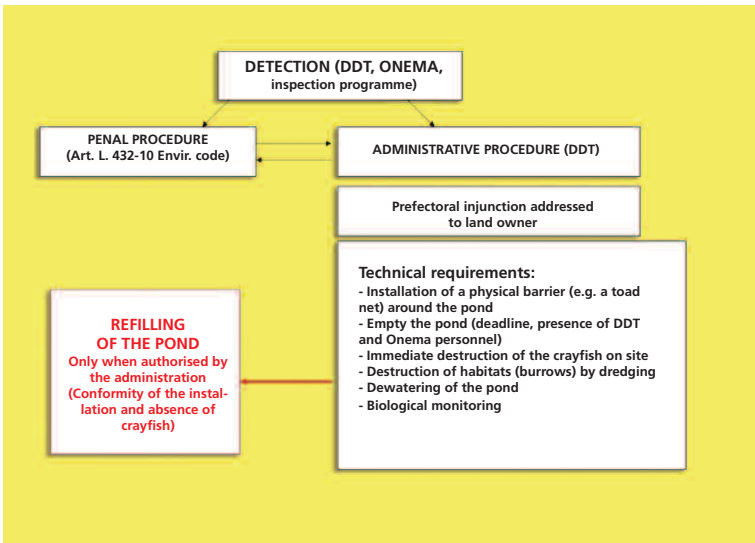 DETECTION (DDT, ONEMA,
inspection programme)
PENAL PROCEDURE
(Art. L. 432-10 Envir. code)
ADMINISTRATIVE PROCEDURE (DDT)
Prefectoral injunction addressed
to land owner
Technical requirements:
- Installation of a physical barrier (e.g. a toad
net) around the pond
- Empty the pond (deadline, presence of DDT
and Onema personnel)
- Immediate destruction of the crayfish on site
- Destruction of habitats (burrows) by dredging
- Dewatering of the pond
- Biological monitoring
REFILLING
OF THE POND
Only when authorised by
the administration
(Conformity of the instal-
lation and absence of
crayfish)